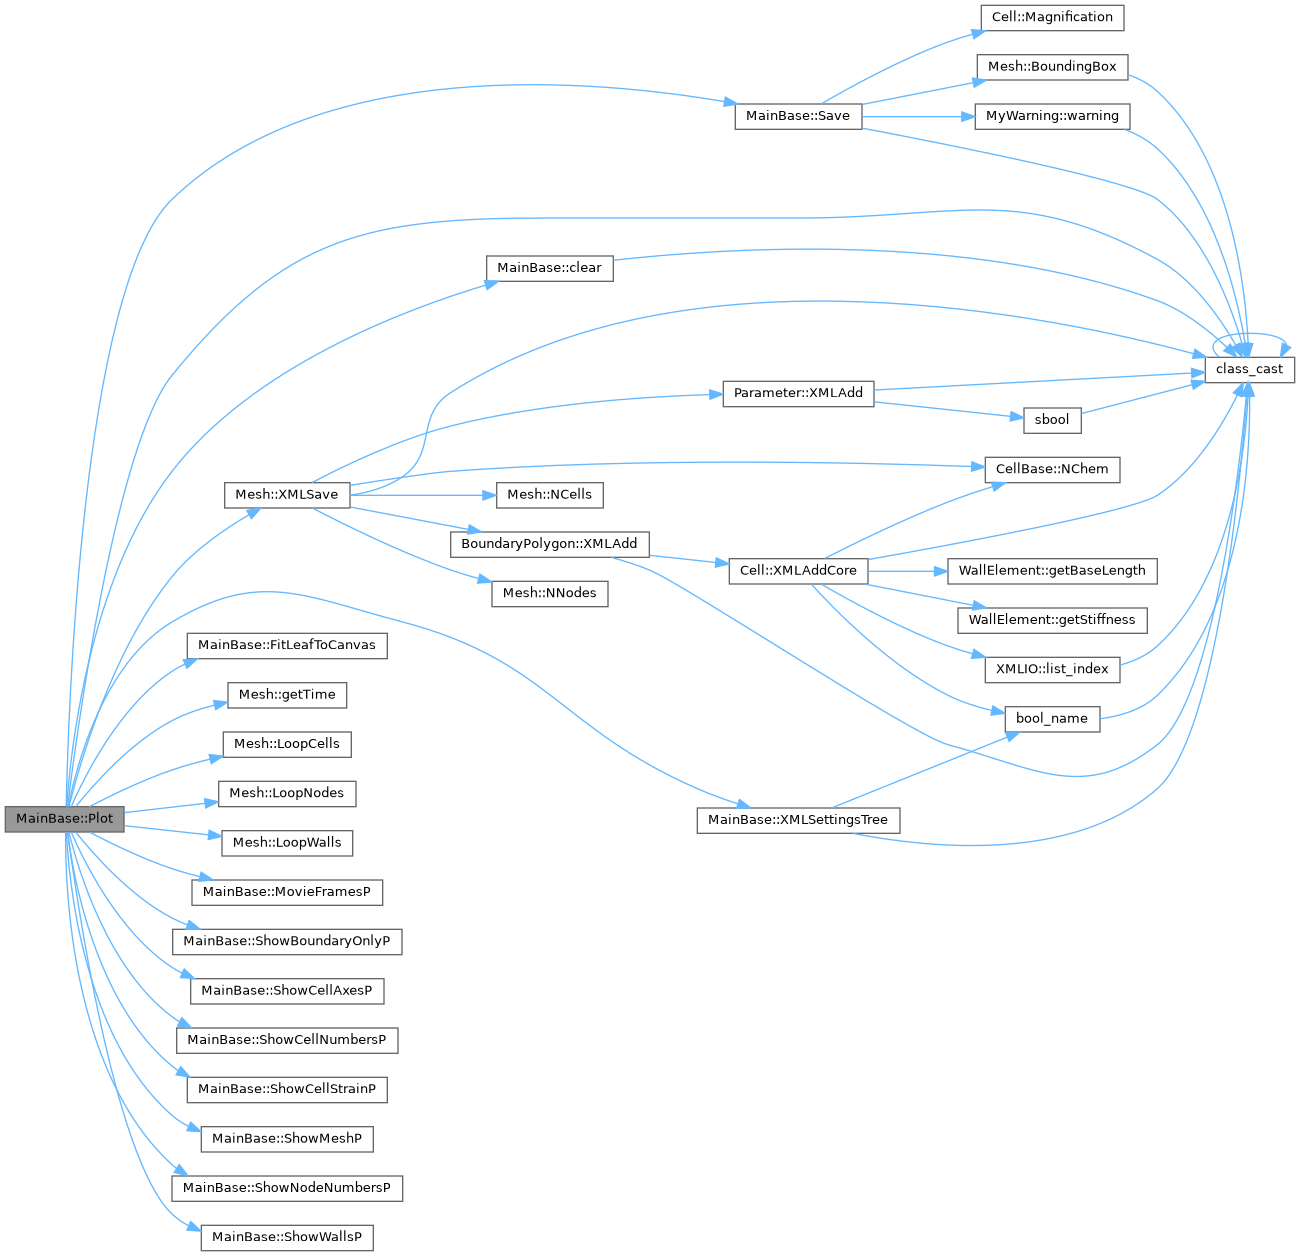 Cell::Magnification
Mesh::BoundingBox
MainBase::Save
MyWarning::warning
MainBase::clear
class_cast
Parameter::XMLAdd
sbool
CellBase::NChem
Mesh::XMLSave
Mesh::NCells
BoundaryPolygon::XMLAdd
Cell::XMLAddCore
WallElement::getBaseLength
Mesh::NNodes
WallElement::getStiffness
MainBase::FitLeafToCanvas
XMLIO::list_index
Mesh::getTime
bool_name
Mesh::LoopCells
Mesh::LoopNodes
MainBase::Plot
MainBase::XMLSettingsTree
Mesh::LoopWalls
MainBase::MovieFramesP
MainBase::ShowBoundaryOnlyP
MainBase::ShowCellAxesP
MainBase::ShowCellNumbersP
MainBase::ShowCellStrainP
MainBase::ShowMeshP
MainBase::ShowNodeNumbersP
MainBase::ShowWallsP